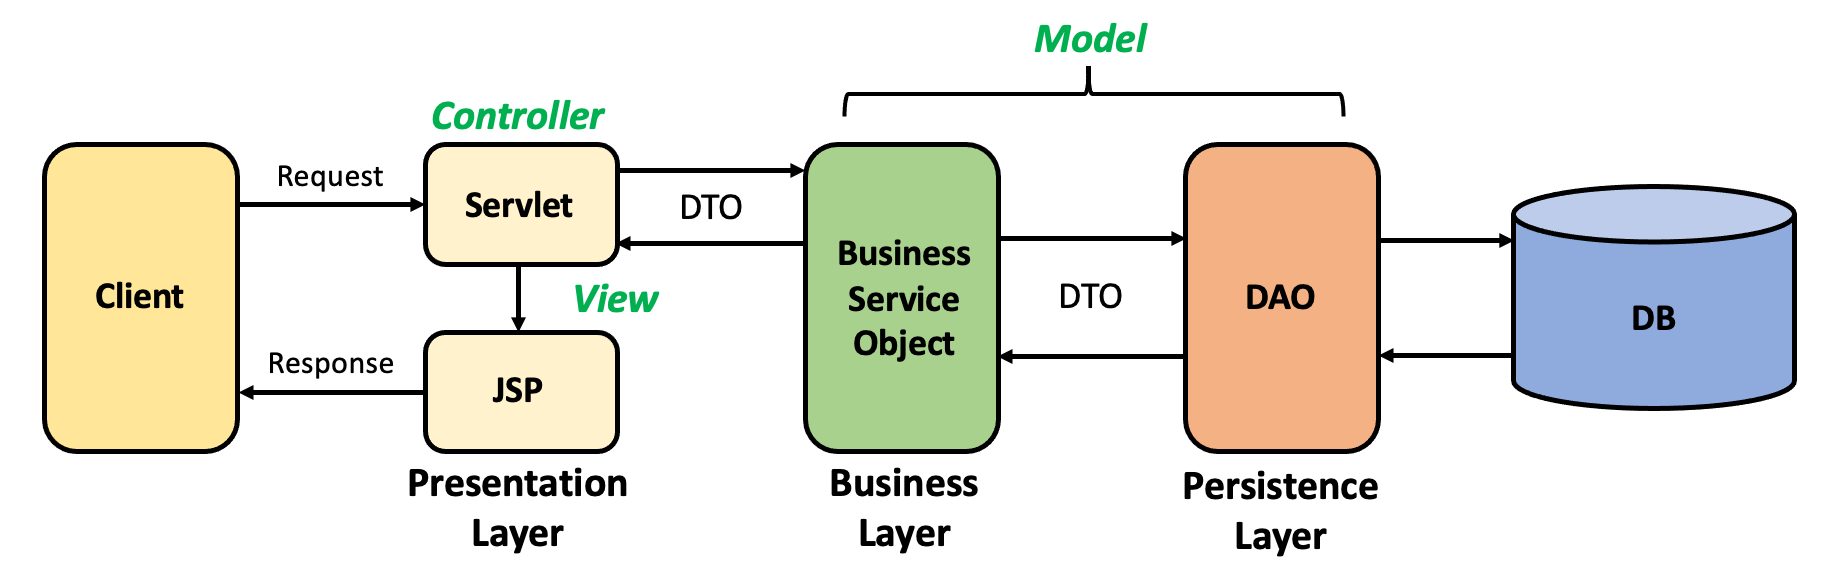 Model
Controller
Request
Servlet
DTO
Client
View
Response
JSP
Business
Service
Object
DTO
DAO
DB
Presentation
Layer
Business
Layer
Persistence
Layer